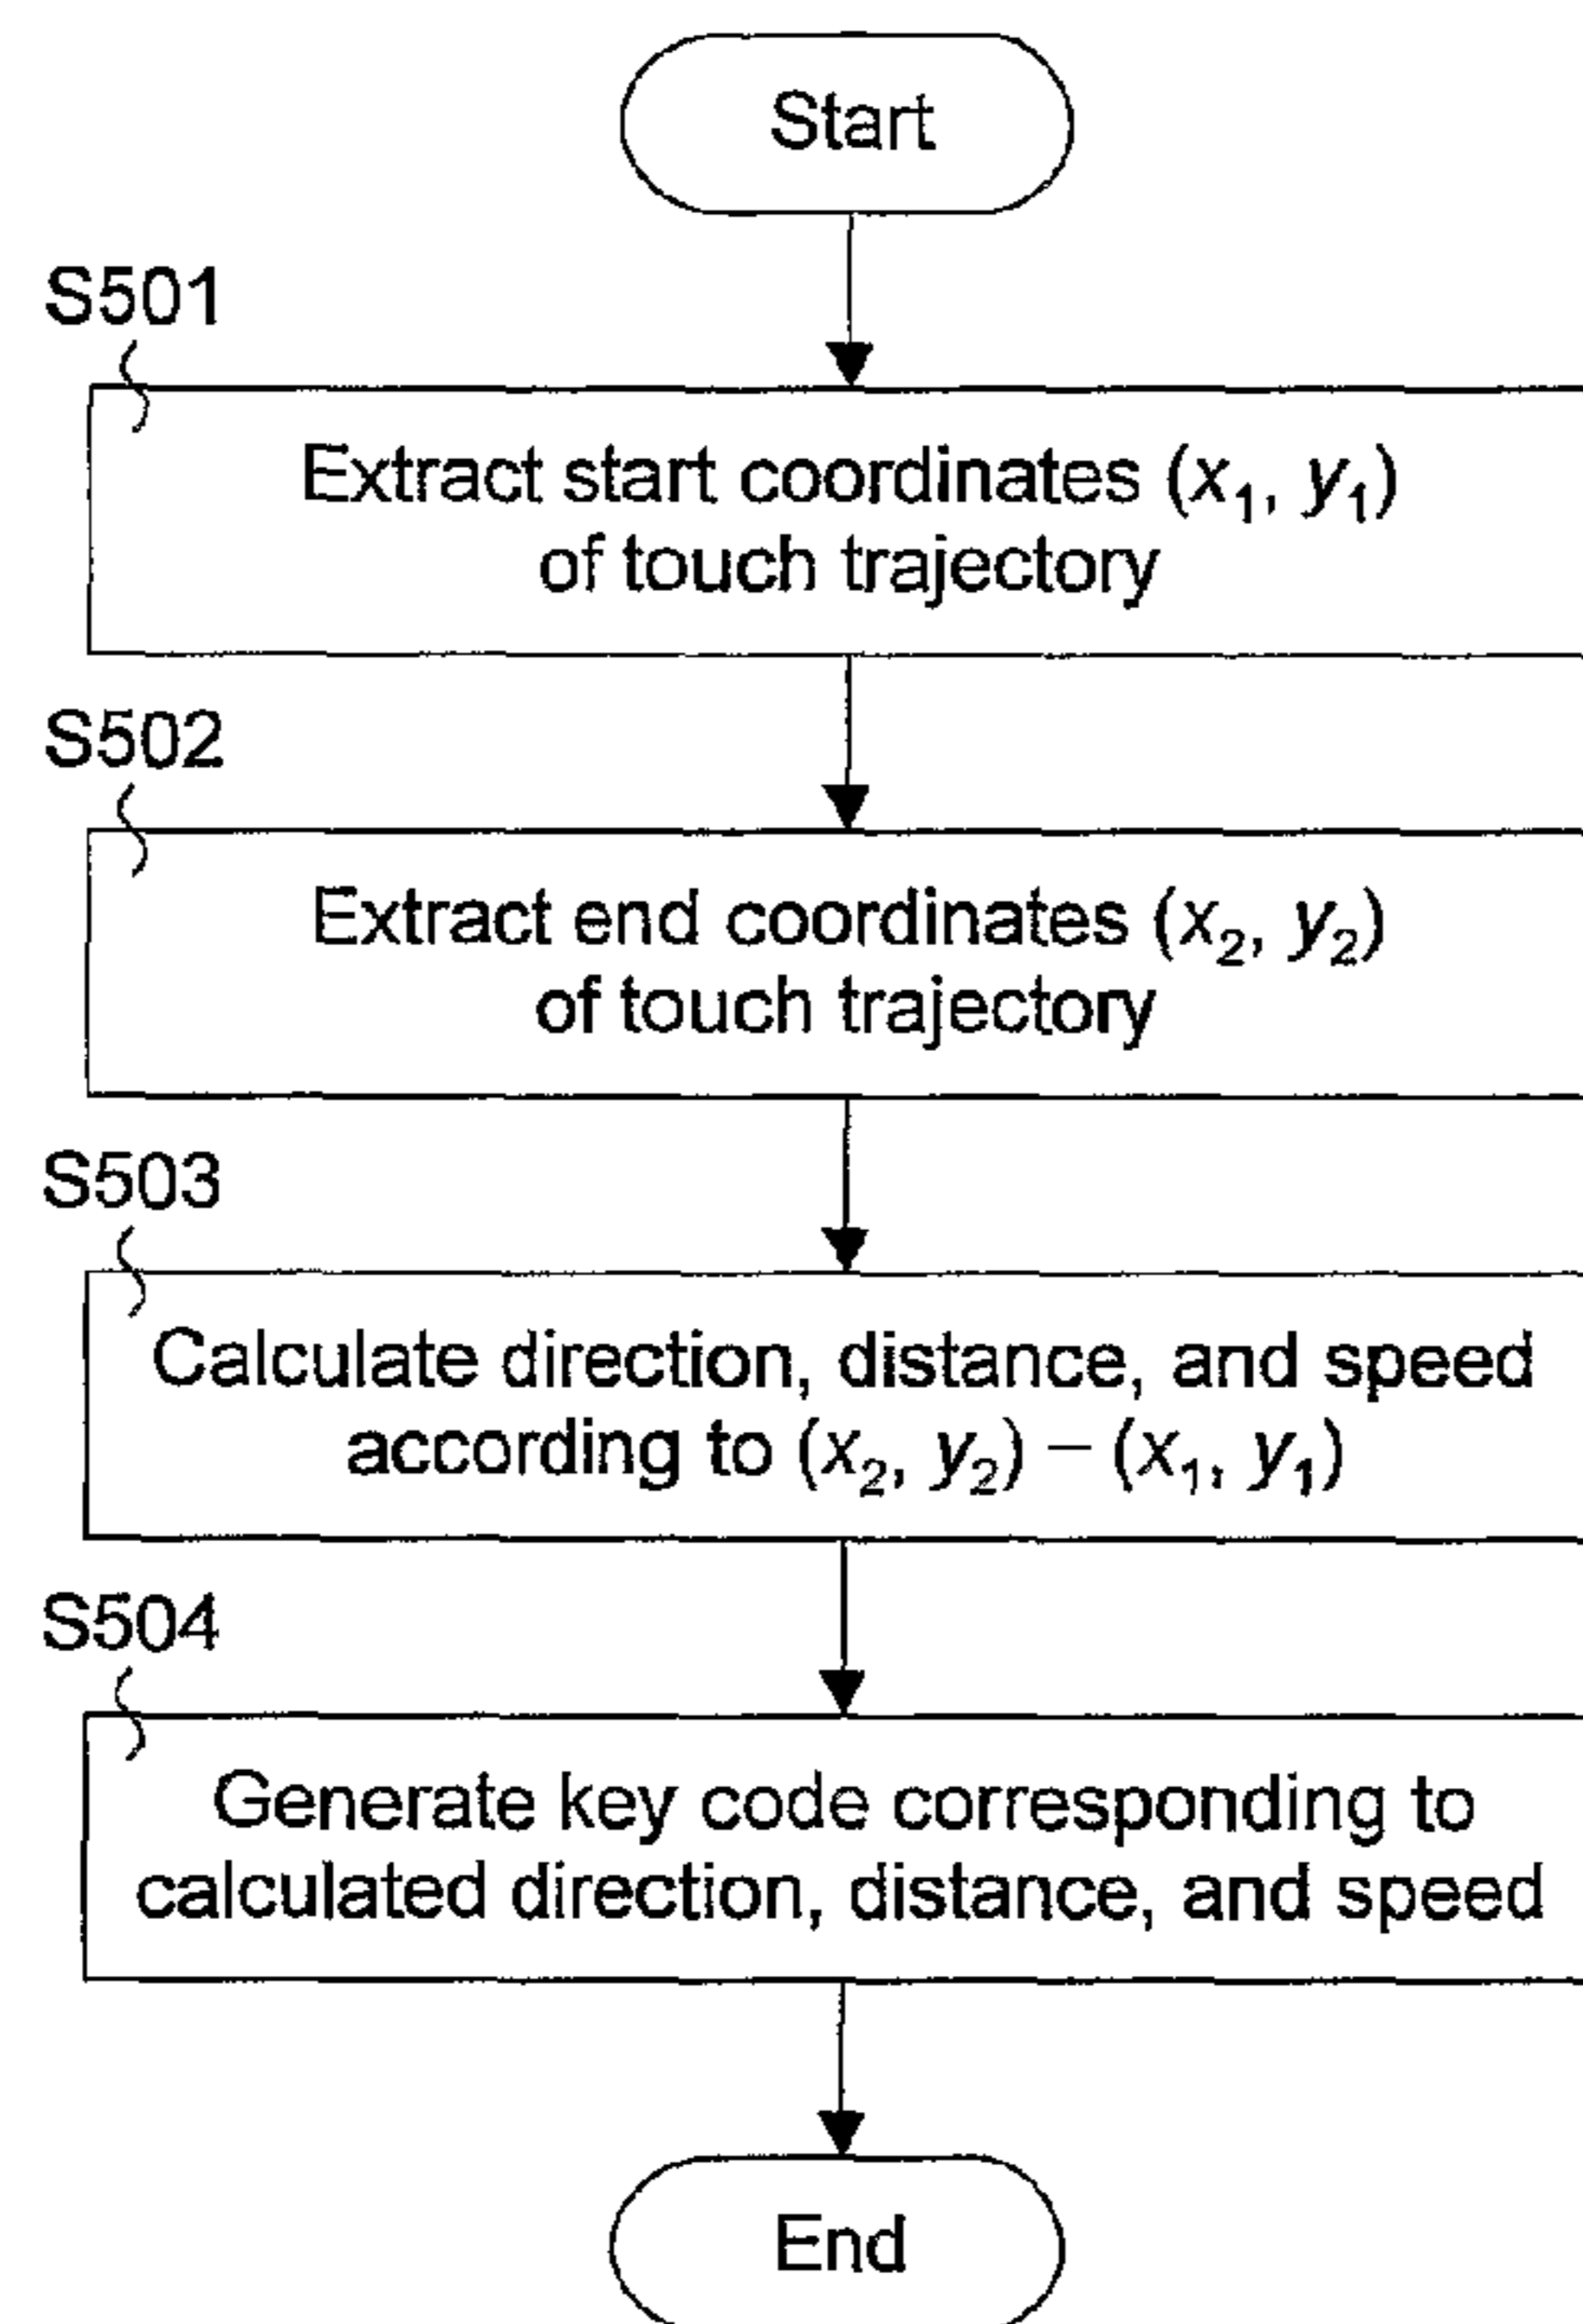 Start
S501
Extract start coordinates (x₁, y₁)
of touch trajectory
S502
Extract end coordinates (x₂, y₂)
of touch trajectory
S503
Calculate direction, distance, and speed
according to (x₂, y₂) – (x₁, y₁)
S504
Generate key code corresponding to
calculated direction, distance, and speed
End